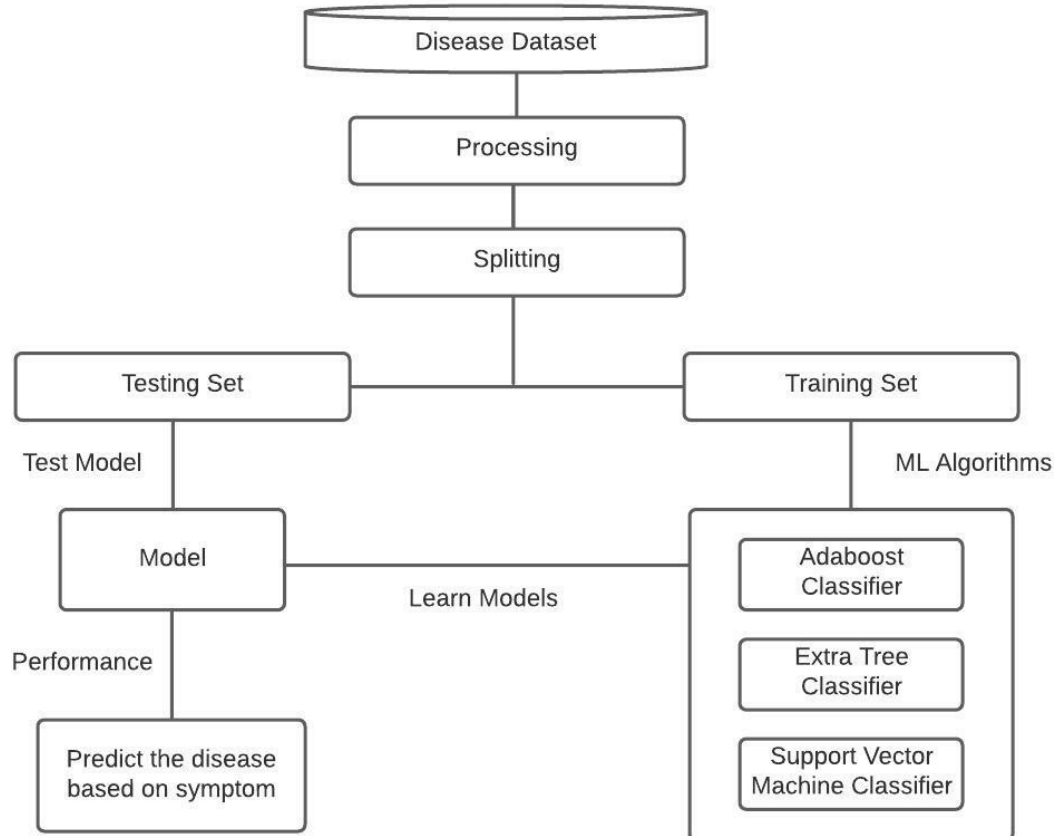 Disease Dataset
Processing
Splitting
Testing Set
Training Set
Test Model
ML Algorithms
Model
Adaboost
Classifier
Learn Models
Extra Tree
Classifier
Performance
Predict the disease
based on symptom
Support Vector
Machine Classifier